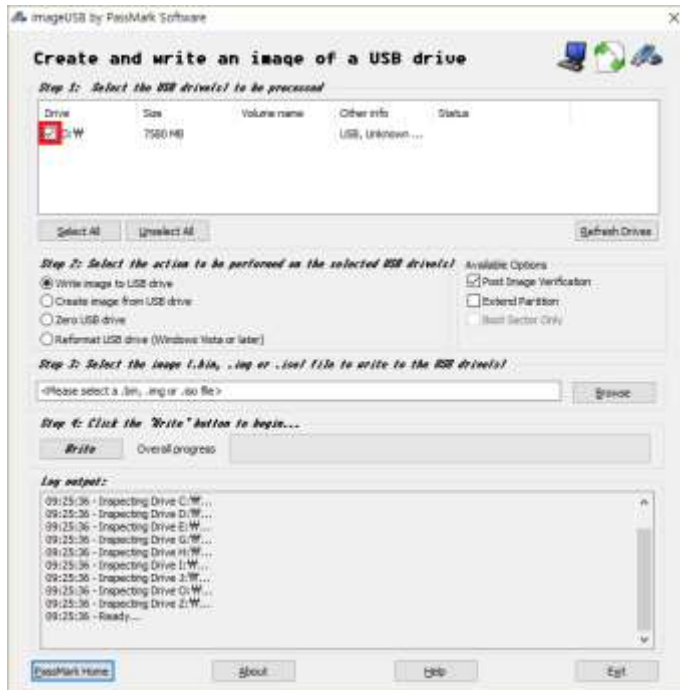 ImageUSB by PassMark Software
Create and write an image of a USB drive
Step 1: Select the USB drive(s) to be processed
Drive Size Volume name Other info Status
7580 MB USB, Unknown ...
Select All Unselect All Refresh Drives
Step 2: Select the action to be performed on the selected USB drive(s) Available Options
Write image to USB drive Post Image Verification
Create image from USB drive Extend Partition
Zero USB drive Boot Sector Only
Reformat USB drive (Windows Vista or later)
Step 3: Select the image (.bin, .img or .iso) file to write to the USB drive(s)
<Please select a .bin, .img or .iso file> Browse
Step 4: Click the "Write" button to begin...
Write Overall progress
Log output:
09:25:36 - Inspecting Drive C:₩...
09:25:36 - Inspecting Drive D:₩...
09:25:36 - Inspecting Drive E:₩...
09:25:36 - Inspecting Drive G:₩...
09:25:36 - Inspecting Drive H:₩...
09:25:36 - Inspecting Drive I:₩...
09:25:36 - Inspecting Drive J:₩...
09:25:36 - Inspecting Drive O:₩...
09:25:36 - Inspecting Drive Z:₩...
09:25:36 - Ready...
PassMark Home About Help Exit